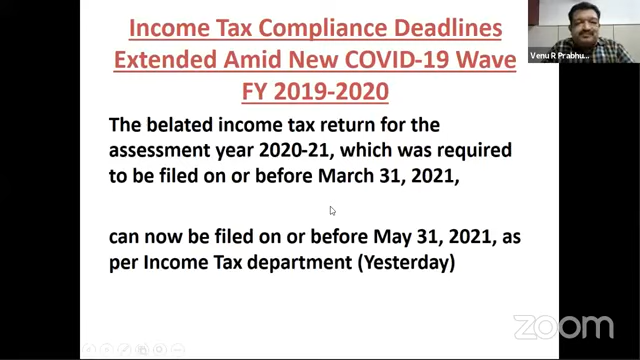 Income Tax Compliance Deadlines
Extended Amid New COVID-19 Wave
FY 2019-2020
Venu R Prabhu...
The belated income tax return for the
assessment year 2020-21, which was required
to be filed on or before March 31, 2021,
can now be filed on or before May 31, 2021, as
per Income Tax department (Yesterday)
zoom